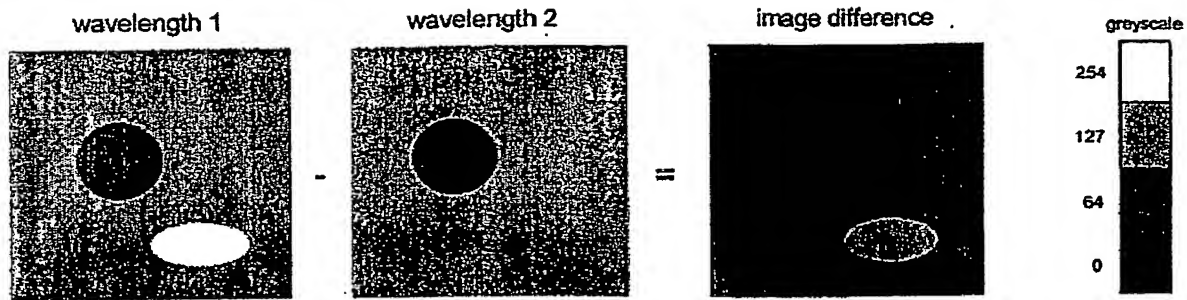 wavelength 1
wavelength 2
image difference
greyscale
-
=
254
127
64
0